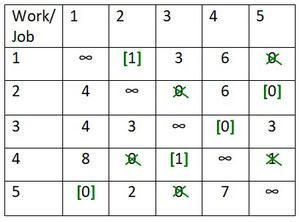 Work/ 1 2 3 4 5
Job
1 ∞ [1] 3 6 0
2 4 ∞ 0 6 [0]
3 4 3 ∞ [0] 3
4 8 0 [1] ∞ 1
5 [0] 2 0 7 ∞